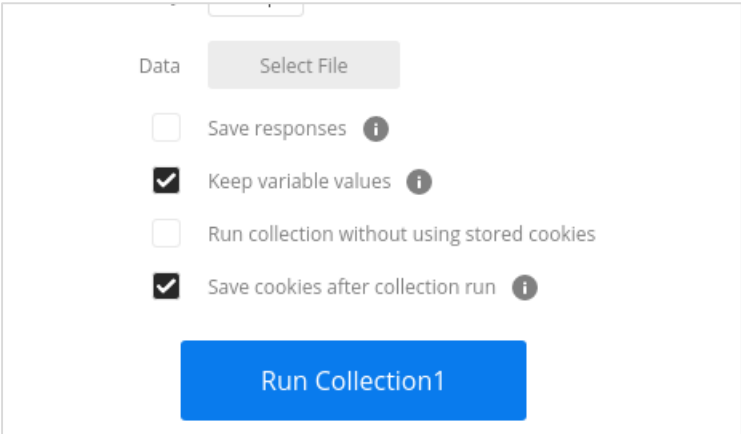 Data Select File
Save responses
Keep variable values
Run collection without using stored cookies
Save cookies after collection run
Run Collection1